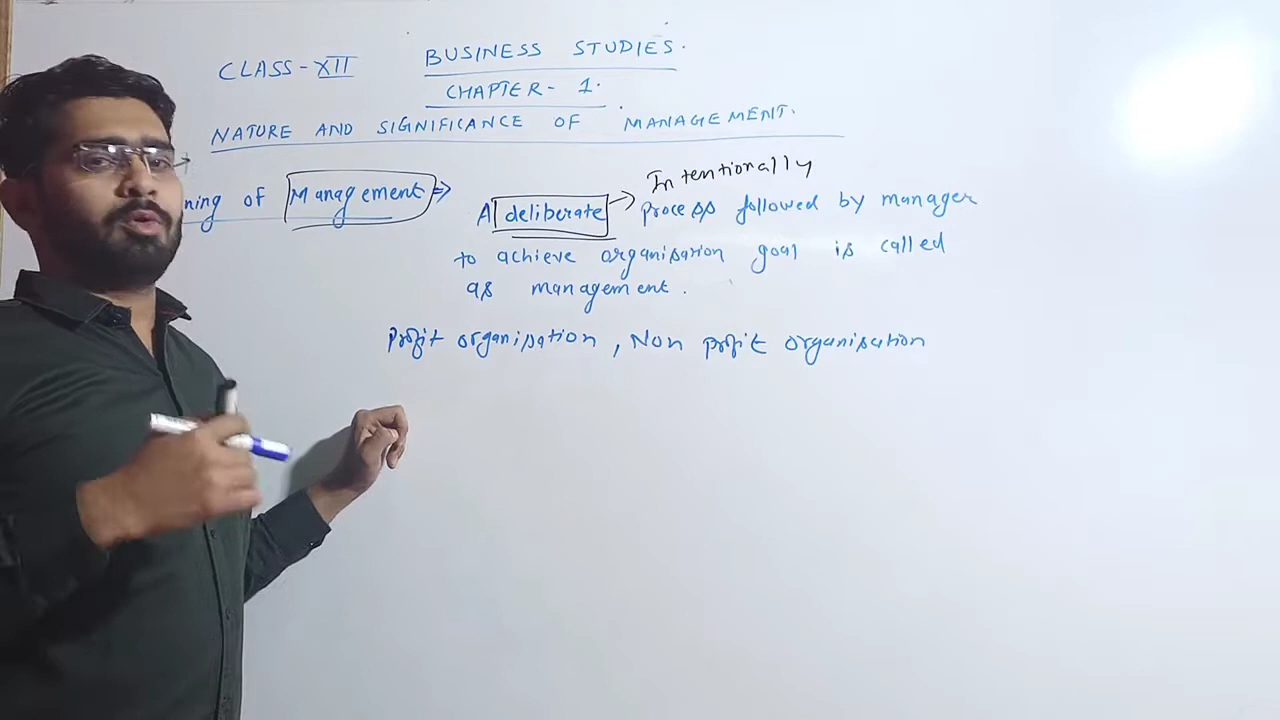 CLASS - XII BUSINESS STUDIES.
CHAPTER - 1.
NATURE AND SIGNIFICANCE OF MANAGEMENT.
ning of Management ⇒ A deliberate → Intentionally
process followed by manager
to achieve organisation goal is called
as management.
Profit organisation, Non profit organisation